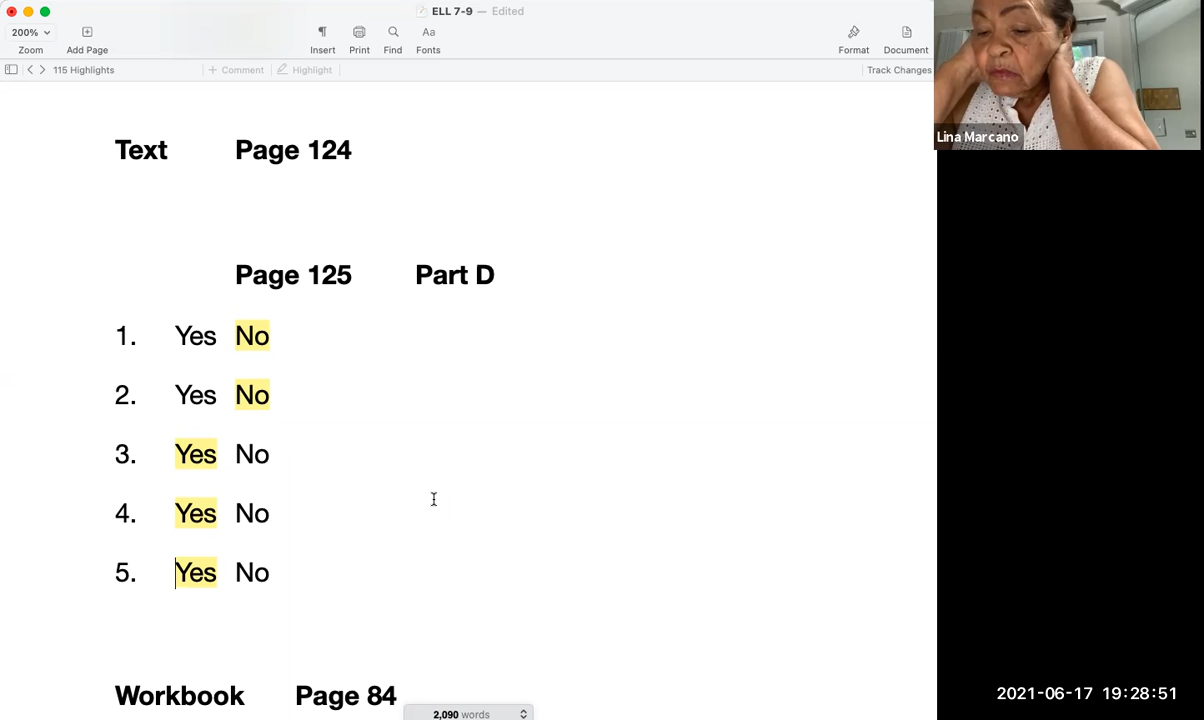 ELL 7-9 — Edited
200%
Zoom
Add Page
Insert
Print
Find
Aa
Fonts
Format
Document
115 Highlights
+ Comment
Highlight
Track Changes
Lina Marcano
Text Page 124
Page 125 Part D
1. Yes No
2. Yes No
3. Yes No
4. Yes No
5. Yes No
Workbook Page 84
2,090 words
2021-06-17 19:28:51